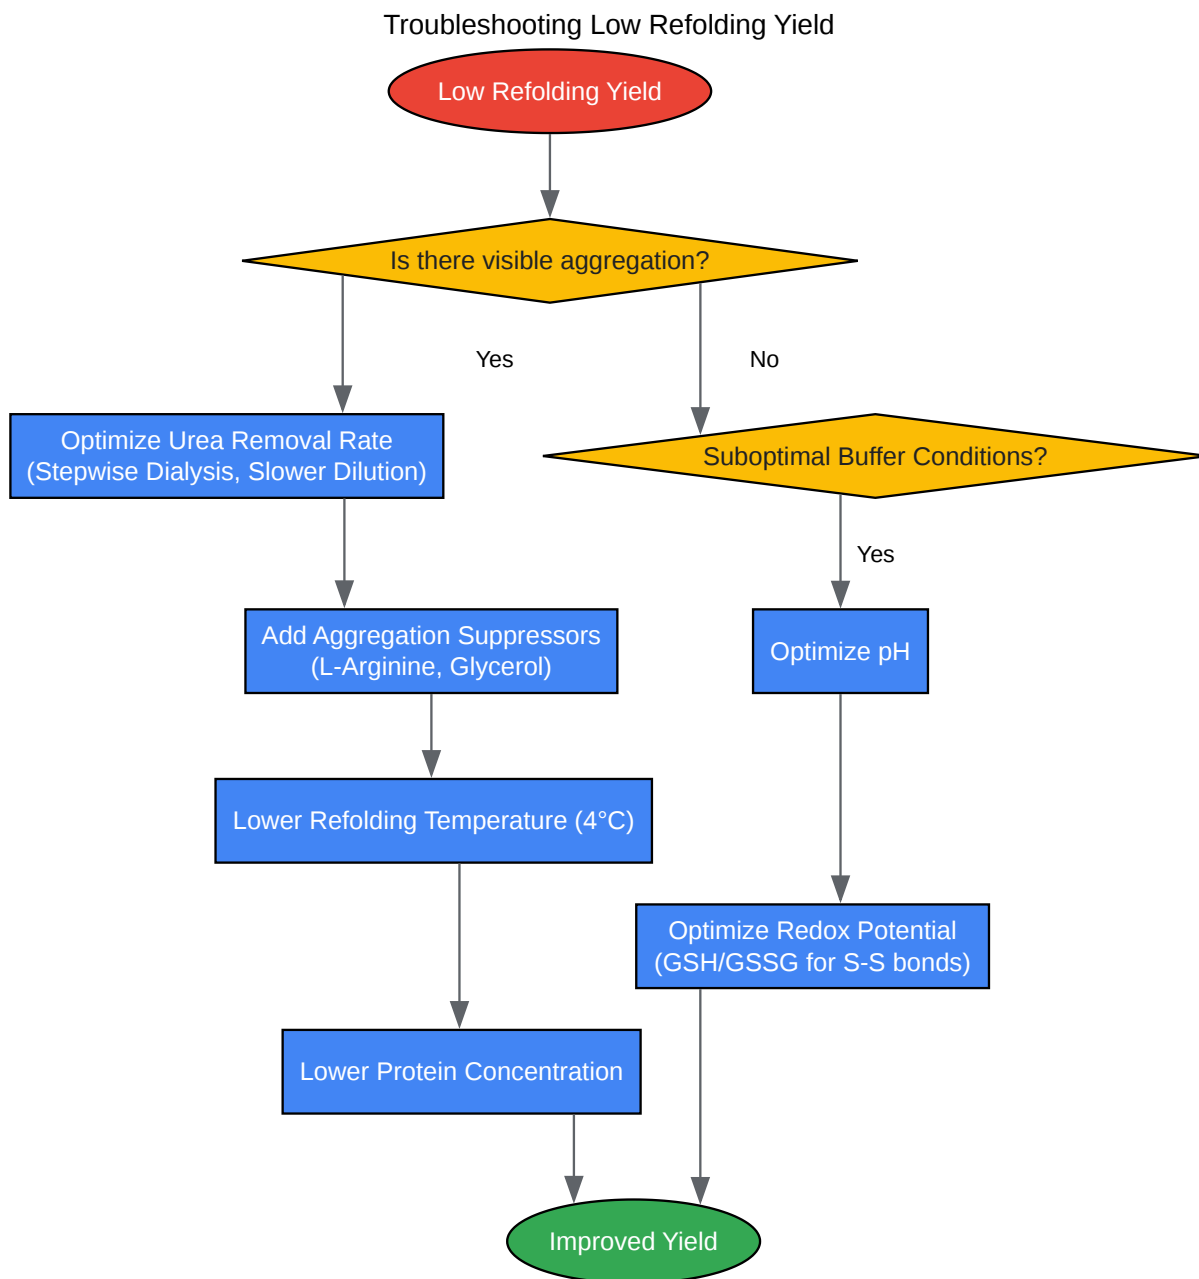 Troubleshooting Low Refolding Yield
Low Refolding Yield
Is there visible aggregation?
Yes
No
Optimize Urea Removal Rate
(Stepwise Dialysis, Slower Dilution)
Suboptimal Buffer Conditions?
Yes
Add Aggregation Suppressors
(L-Arginine, Glycerol)
Optimize pH
Lower Refolding Temperature (4°C)
Optimize Redox Potential
(GSH/GSSG for S-S bonds)
Lower Protein Concentration
Improved Yield